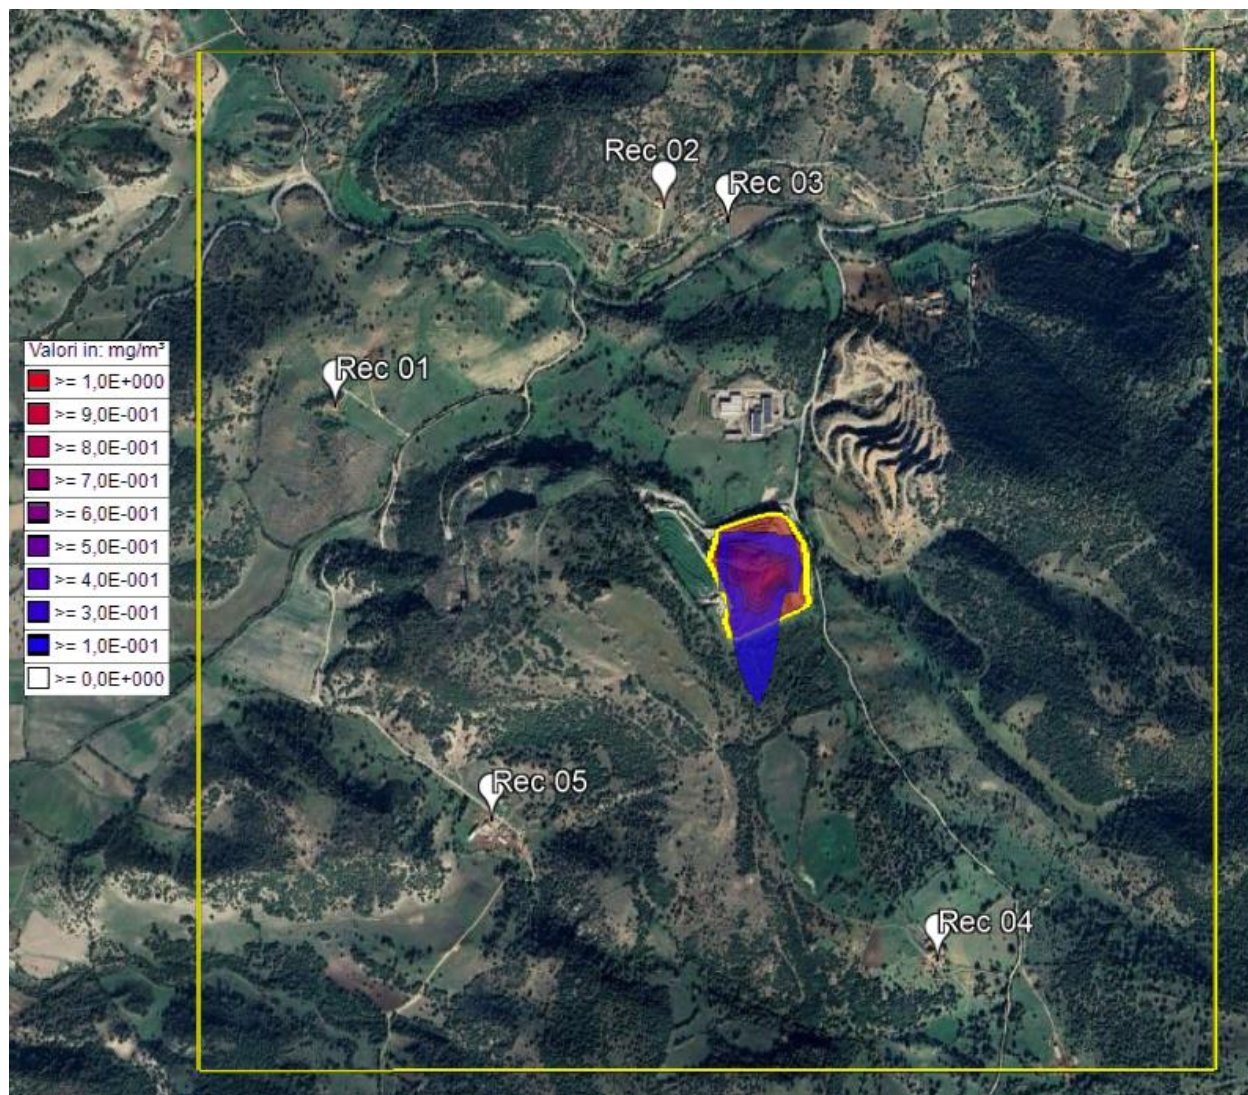 Rec 02
Rec 03
Rec 01
Valori in: mg/m³
>= 1,0E+000
>= 9,0E-001
>= 8,0E-001
>= 7,0E-001
>= 6,0E-001
>= 5,0E-001
>= 4,0E-001
>= 3,0E-001
>= 1,0E-001
>= 0,0E+000
Rec 05
Rec 04